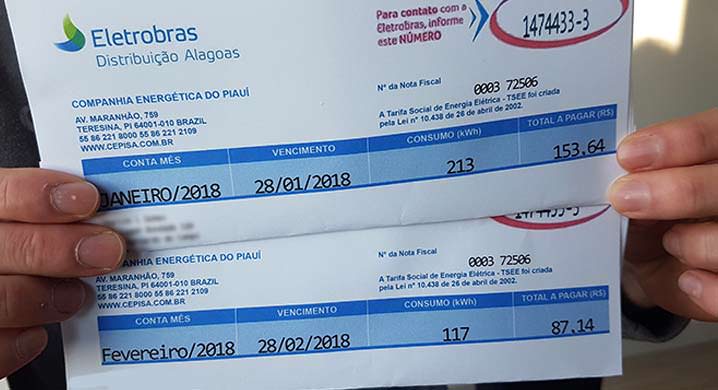 Eletrobras
Distribuição Alagoas
Para contato com a
Eletrobras, informe
este NÚMERO
1474433-3
COMPANHIA ENERGÉTICA DO PIAUÍ
AV. MARANHÃO, 759
TERESINA, PI 64001-010 BRAZIL
55 86 221 8000 55 86 221 2109
WWW.CEPISA.COM.BR
Nº da Nota Fiscal
0003 72506
A Tarifa Social de Energia Elétrica - TSEE foi criada
pela Lei nº 10.438 de 26 de abril de 2002.
CONTA MÊS VENCIMENTO CONSUMO (kWh) TOTAL A PAGAR (R$)
JANEIRO/2018 28/01/2018 213 153,64
1474433-3
COMPANHIA ENERGÉTICA DO PIAUÍ
AV. MARANHÃO, 759
TERESINA, PI 64001-010 BRAZIL
55 86 221 8000 55 86 221 2109
WWW.CEPISA.COM.BR
Nº da Nota Fiscal
0003 72506
A Tarifa Social de Energia Elétrica - TSEE foi criada
pela Lei nº 10.438 de 26 de abril de 2002.
CONTA MÊS VENCIMENTO CONSUMO (kWh) TOTAL A PAGAR (R$)
Fevereiro/2018 28/02/2018 117 87,14